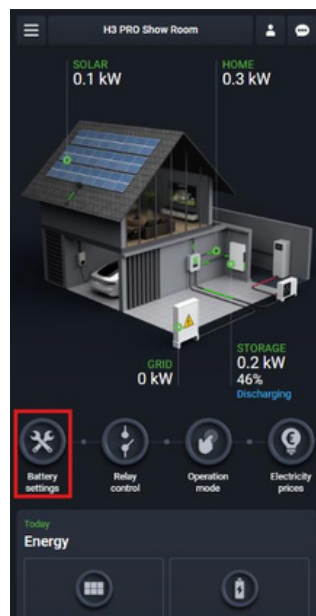 H3 PRO Show Room
SOLAR
0.1 kW
HOME
0.3 kW
GRID
0 kW
STORAGE
0.2 kW
46%
Discharging
Battery
settings
Relay
control
Operation
mode
Electricity
prices
Today
Energy